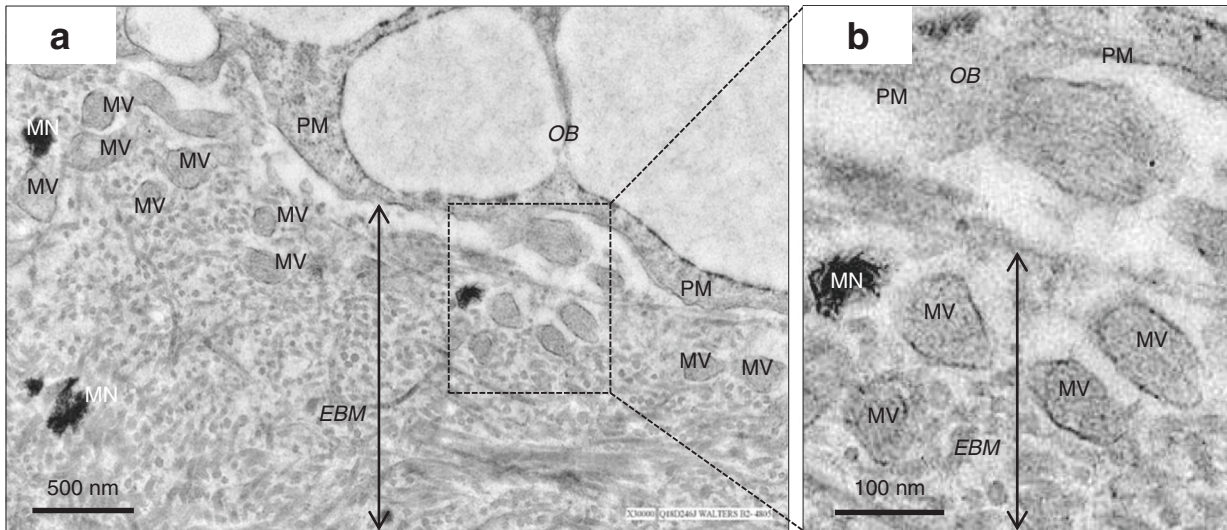 a
MV
MN
MV
MV
MV
MV
MV
MV
PM
OB
PM
MV
MV
MN
EBM
500 nm
X30000 Q18D246J WALTERS B2- 4805
b
PM
OB
PM
MN
MV
MV
MV
MV
EBM
100 nm